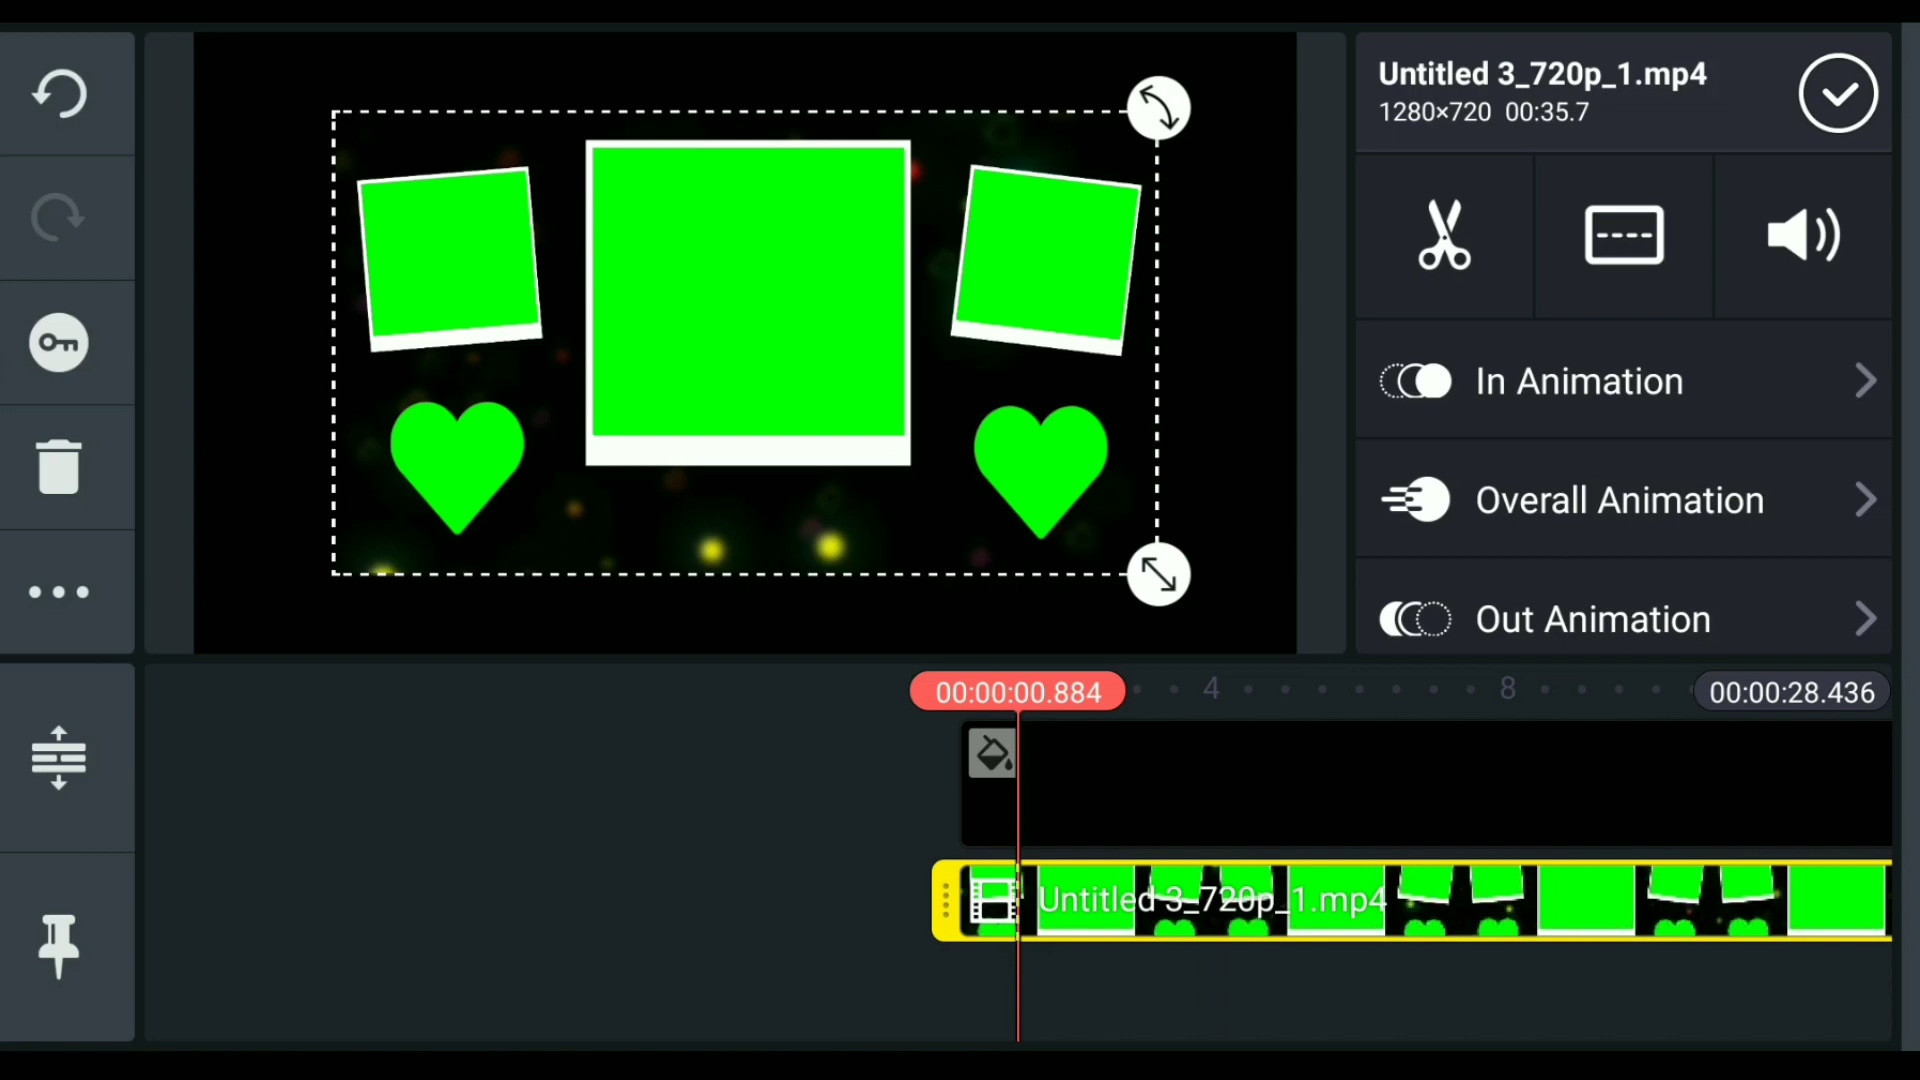 Untitled 3_720p_1.mp4
1280×720 00:35.7
In Animation
Overall Animation
Out Animation
00:00:00.884
4
8
00:00:28.436
Untitled 3_720p_1.mp4